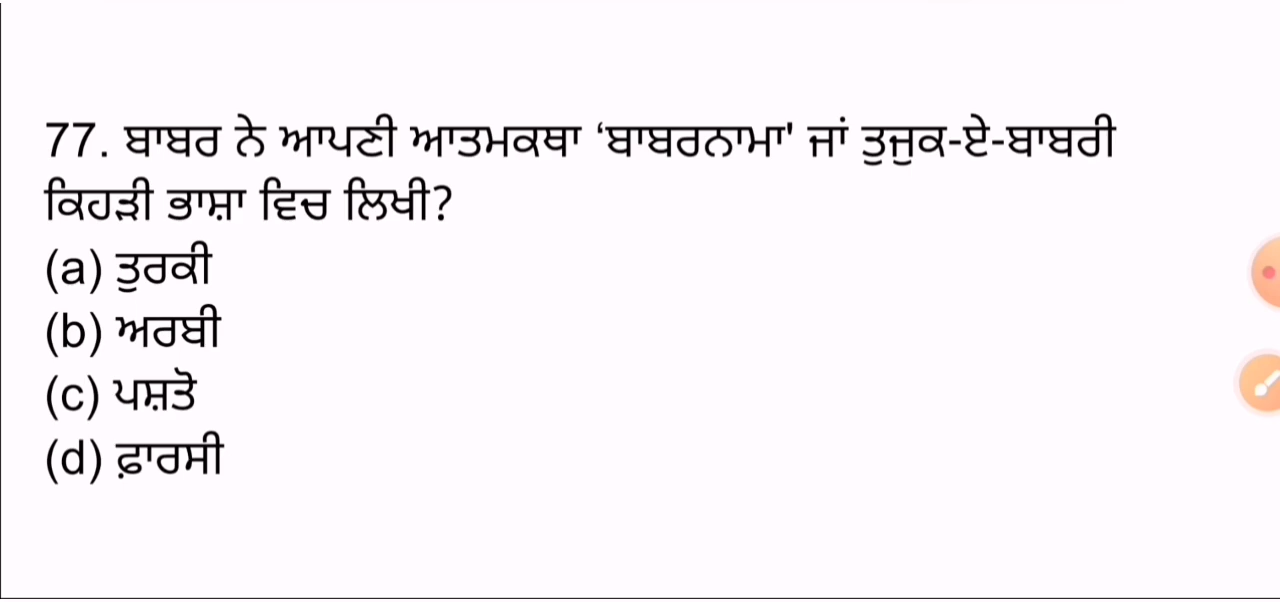 77. ਬਾਬਰ ਨੇ ਆਪਣੀ ਆਤਮਕਥਾ ‘ਬਾਬਰਨਾਮਾ' ਜਾਂ ਤੁਜੁਕ-ਏ-ਬਾਬਰੀ
ਕਿਹੜੀ ਭਾਸ਼ਾ ਵਿਚ ਲਿਖੀ?
(a) ਤੁਰਕੀ
(b) ਅਰਬੀ
(c) ਪਸ਼ਤੋ
(d) ਫ਼ਾਰਸੀ